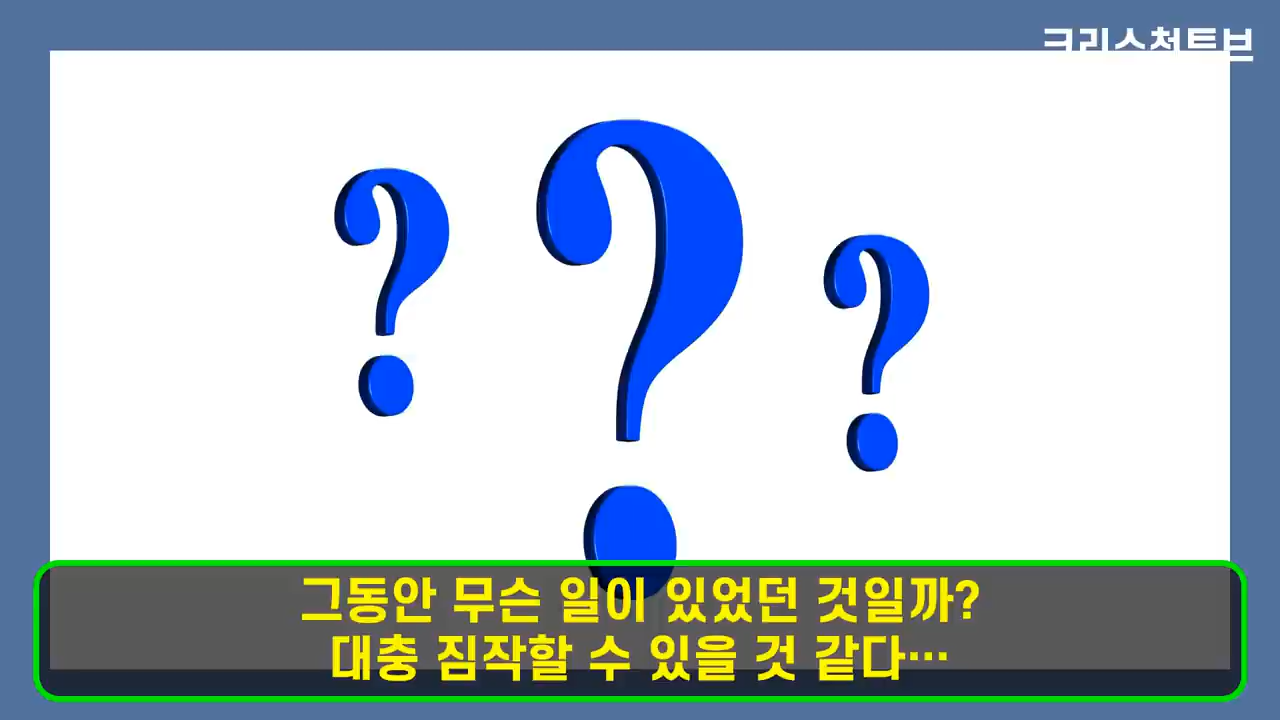 크리스천튜브
그동안 무슨 일이 있었던 것일까?
대충 짐작할 수 있을 것 같다…